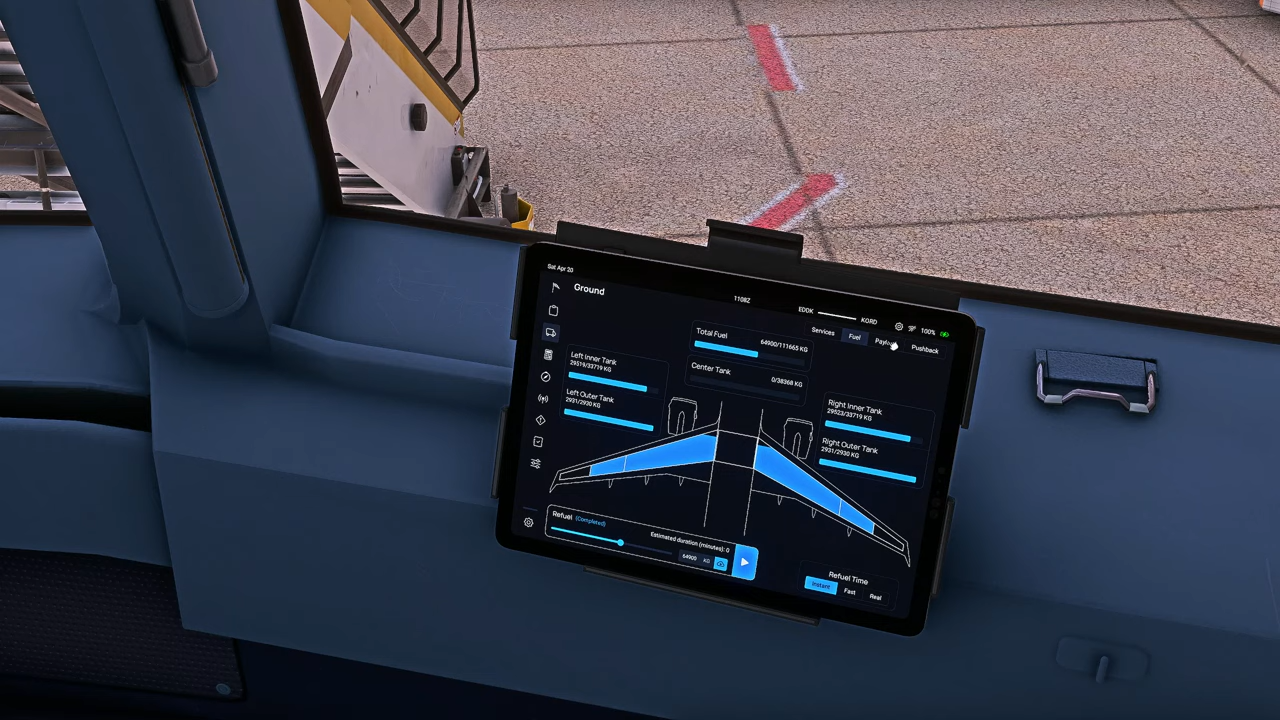 Sat Apr 20
1108Z
EDDK
KORD
100%
Ground
Services
Fuel
Payload
Pushback
Total Fuel
64900/111665 KG
Center Tank
0/38368 KG
Left Inner Tank
29519/33719 KG
Left Outer Tank
2931/2930 KG
Right Inner Tank
29523/33719 KG
Right Outer Tank
2931/2930 KG
Refuel (Completed)
Estimated duration (minutes): 0
64900 KG
Refuel Time
Instant
Fast
Real